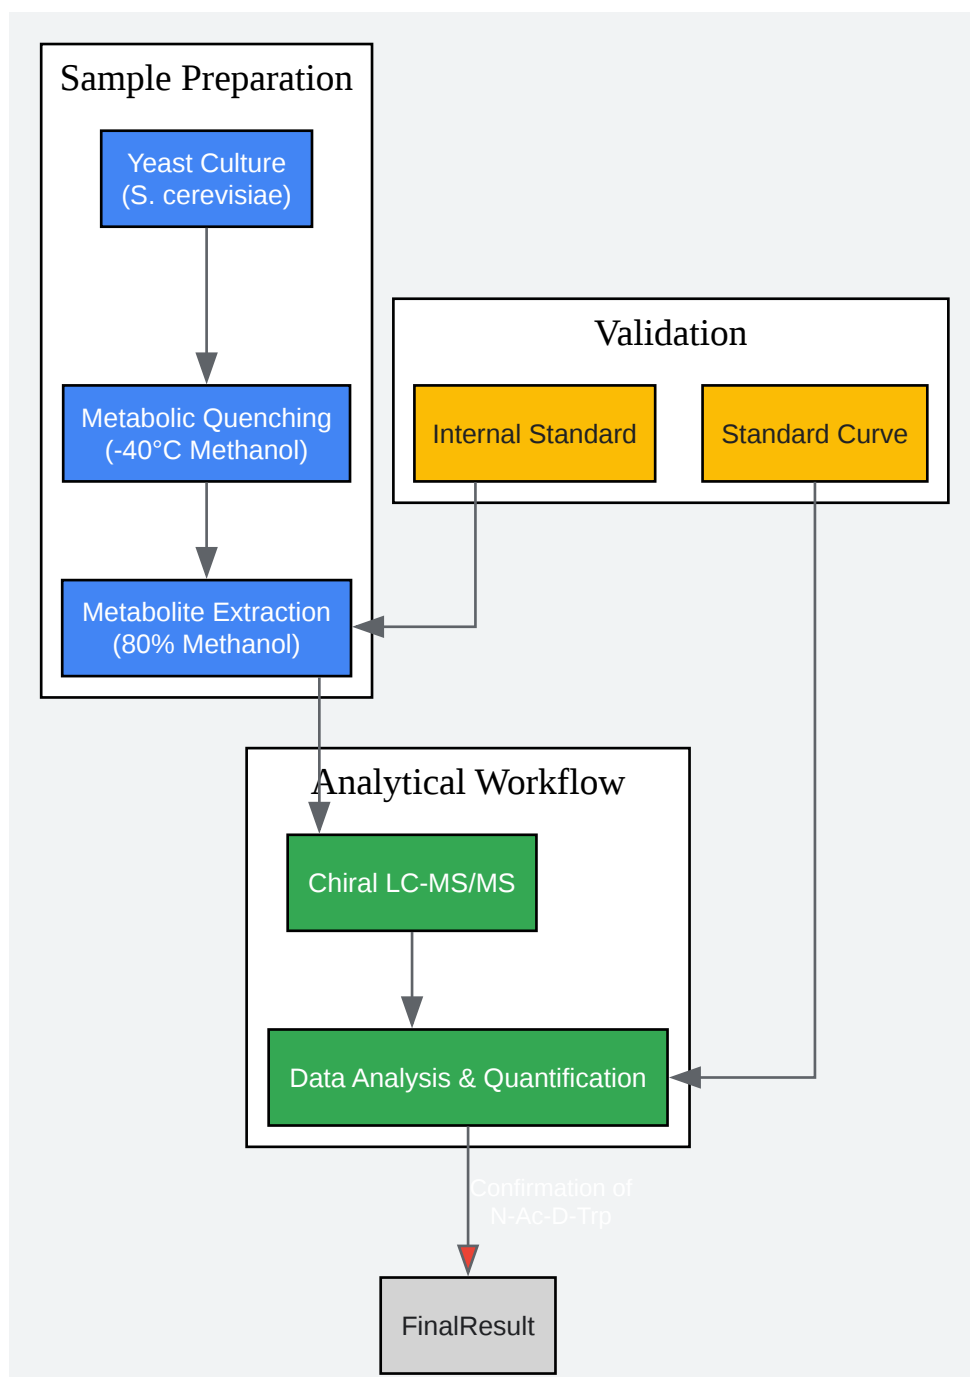 Sample Preparation
Yeast Culture
(S. cerevisiae)
Metabolic Quenching
(-40°C Methanol)
Metabolite Extraction
(80% Methanol)
Validation
Internal Standard
Standard Curve
Analytical Workflow
Chiral LC-MS/MS
Data Analysis & Quantification
Confirmation of
N-Ac-D-Trp
FinalResult